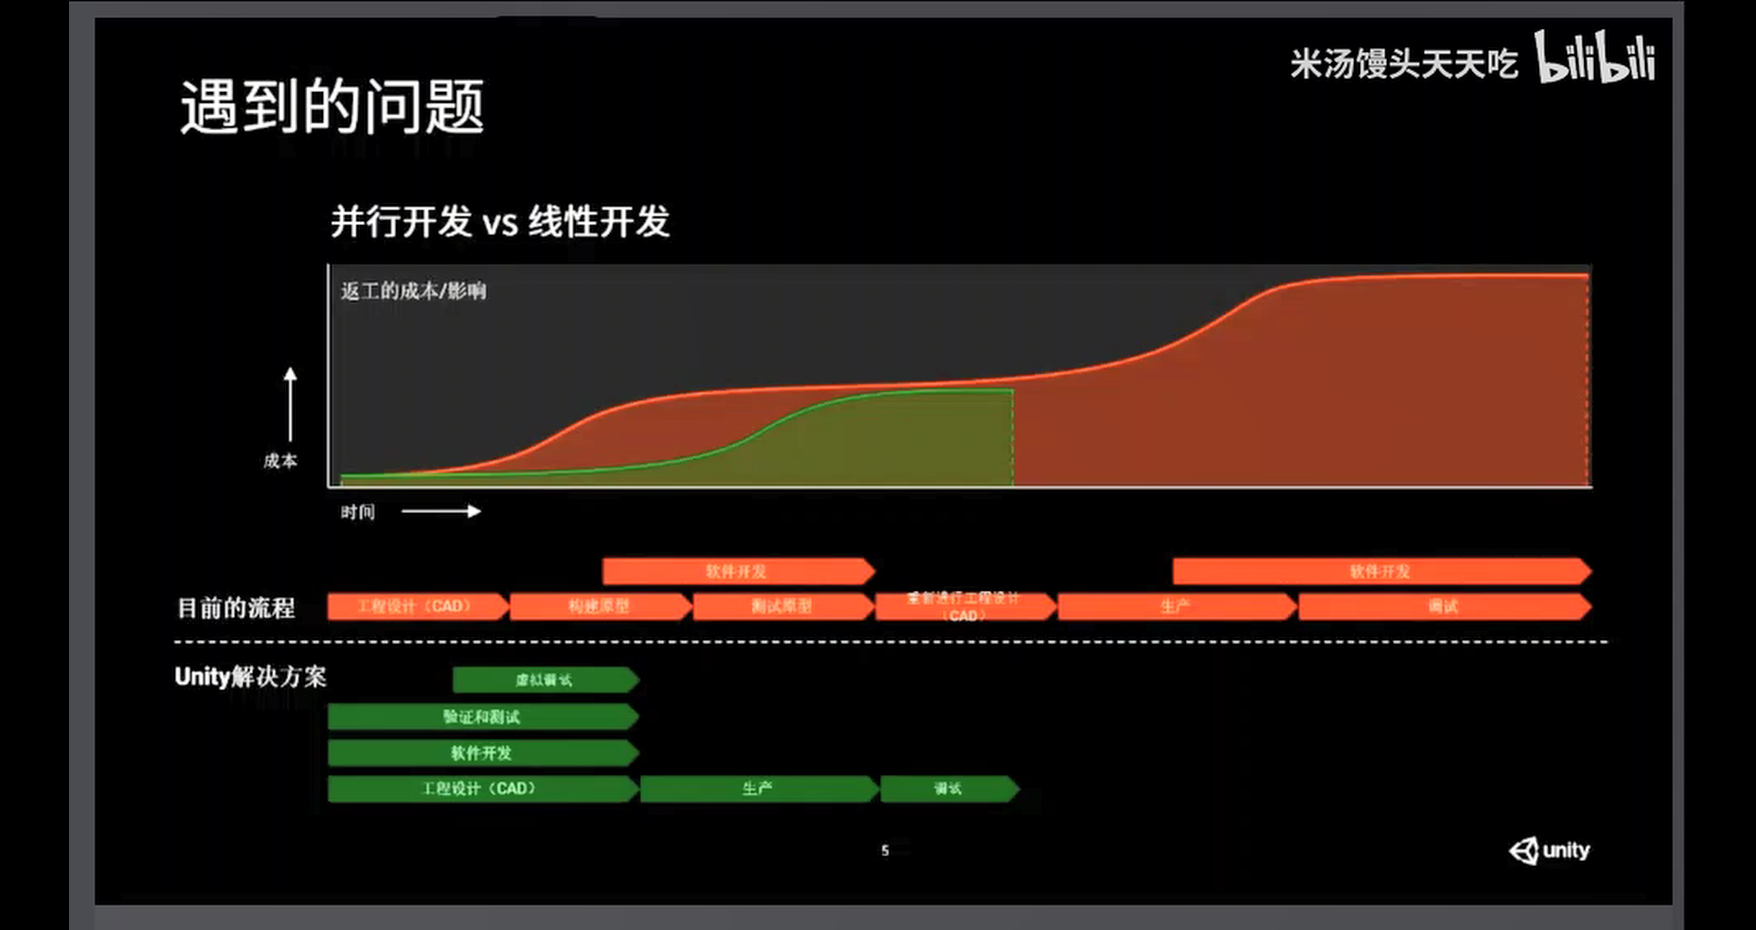 米汤馒头天天吃 bilibili
遇到的问题
并行开发 vs 线性开发
返工的成本/影响
成本
时间
软件开发 软件开发
目前的流程 工程设计（CAD） 构建原型 测试原型 重新进行工程设计（CAD） 生产 调试
Unity解决方案 虚拟调试
验证和测试
软件开发
工程设计（CAD） 生产 调试
5
unity